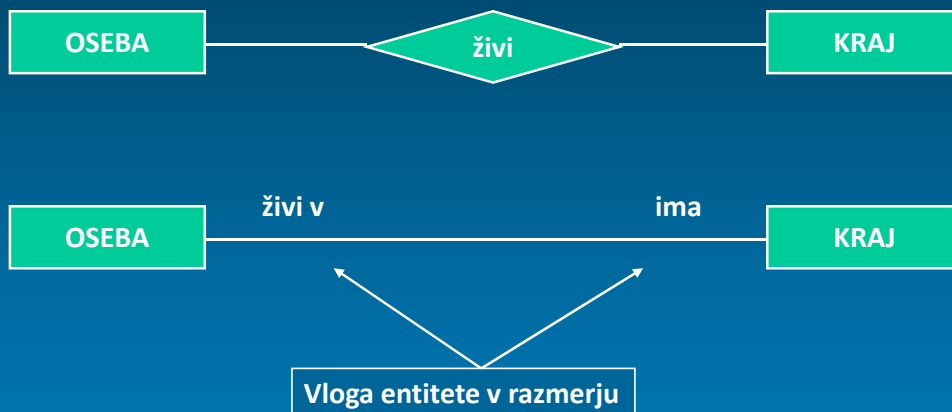 OSEBA živi KRAJ
živi v ima
OSEBA KRAJ
Vloga entitete v razmerju